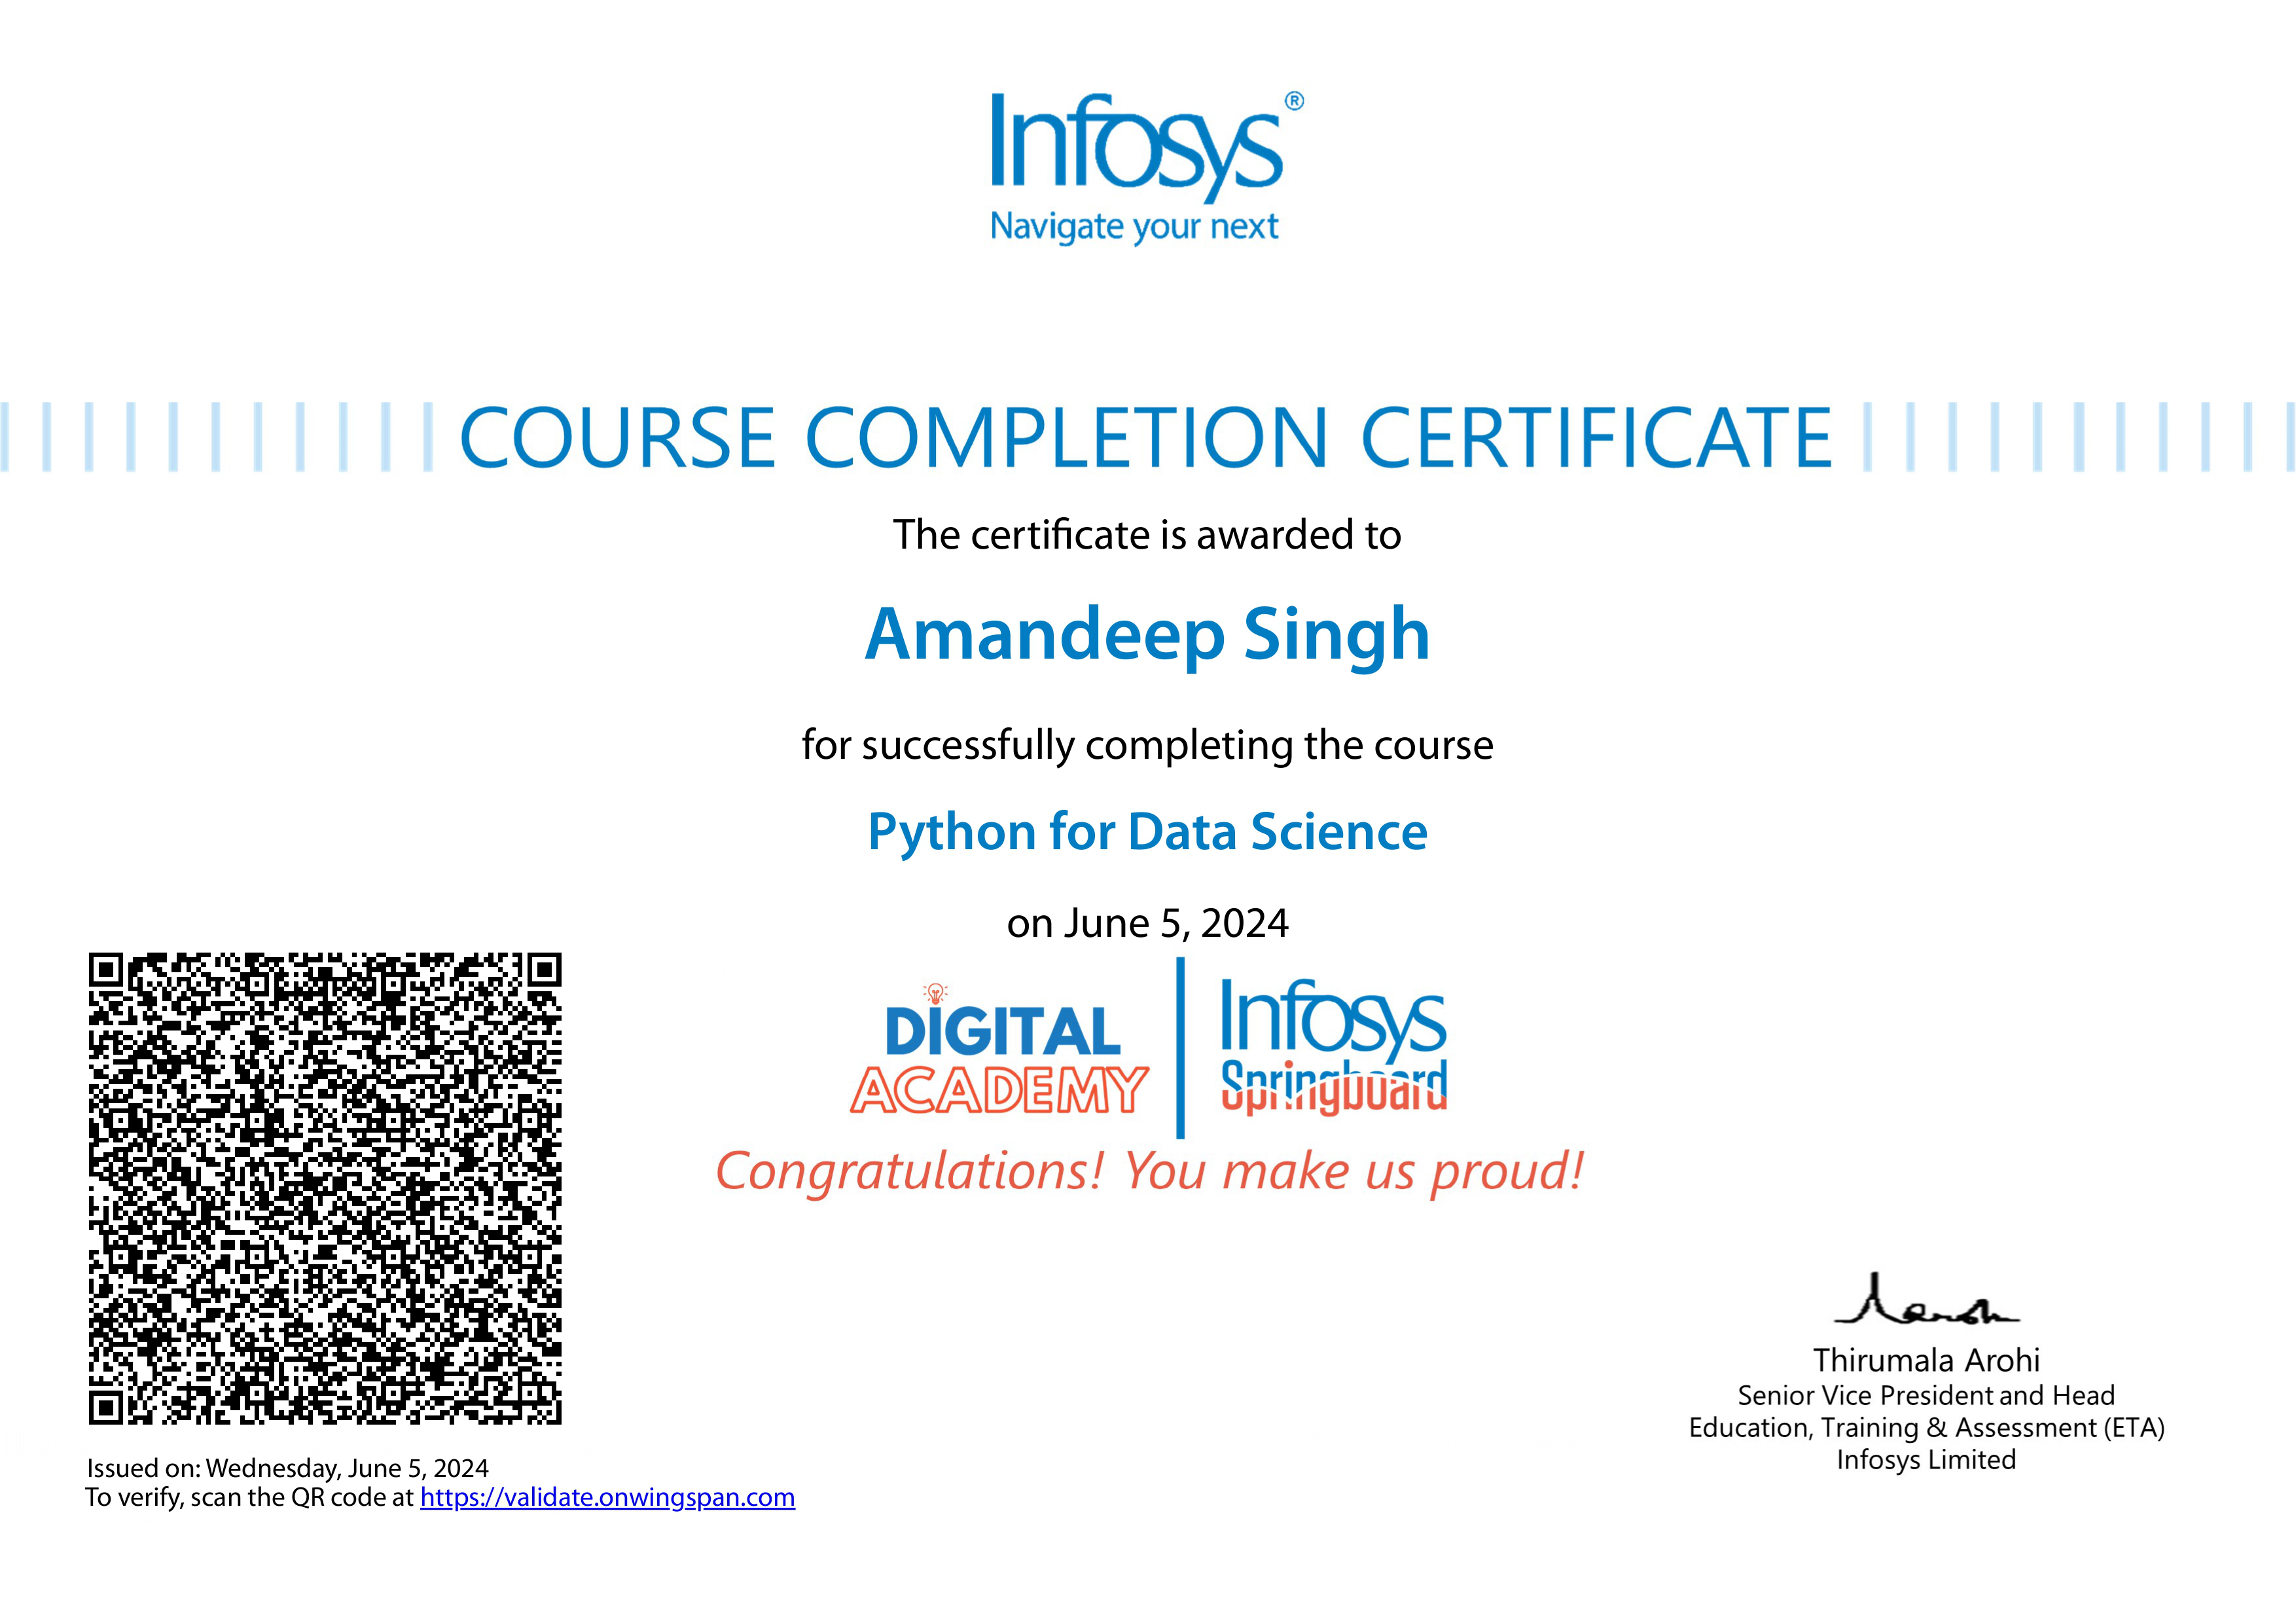 Infosys®
Navigate your next
COURSE COMPLETION CERTIFICATE
The certificate is awarded to
Amandeep Singh
for successfully completing the course
Python for Data Science
on June 5, 2024
DIGITAL
ACADEMY
Infosys
Springboard
Congratulations! You make us proud!
Thirumala Arohi
Senior Vice President and Head
Education, Training & Assessment (ETA)
Infosys Limited
Issued on: Wednesday, June 5, 2024
To verify, scan the QR code at https://validate.onwingspan.com